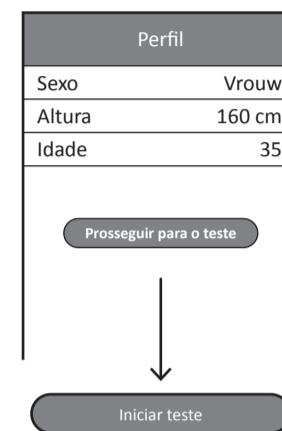 Perfil
Sexo Vrouw
Altura 160 cm
Idade 35
Prosseguir para o teste
Iniciar teste